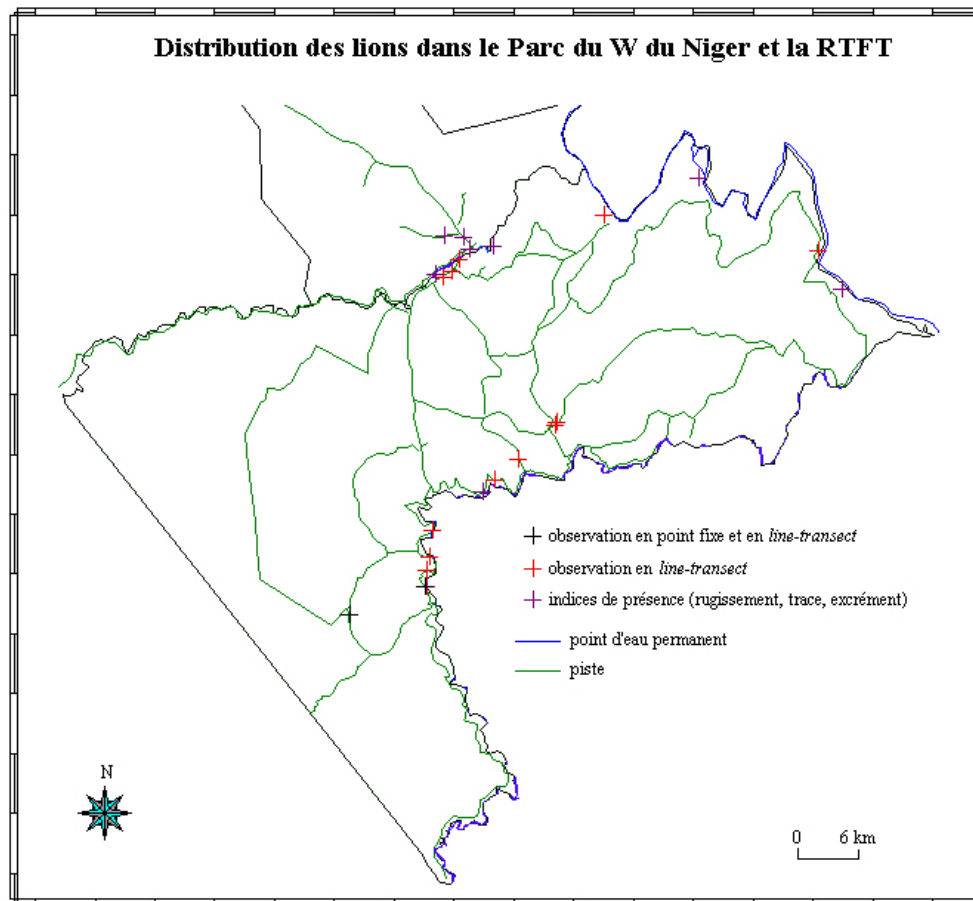 Distribution des lions dans le Parc du W du Niger et la RTFT
observation en point fixe et en line-transect
observation en line-transect
indices de présence (rugissement, trace, excrément)
point d'eau permanent
piste
N
0 6 km